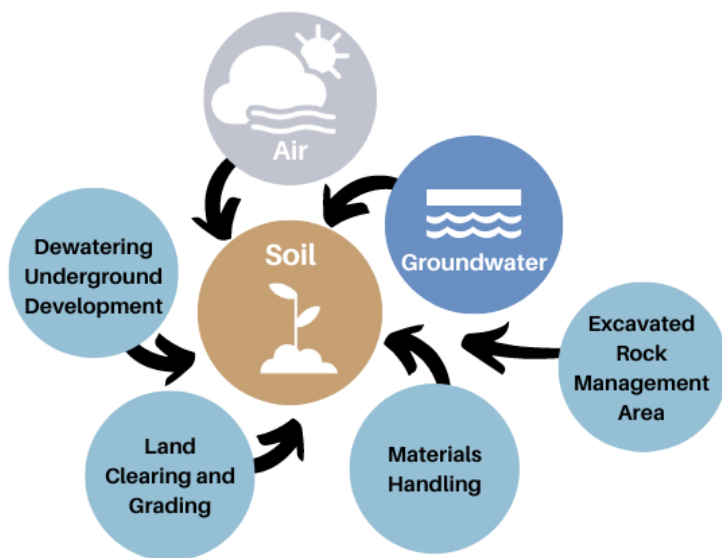 Air
Groundwater
Soil
Dewatering
Underground
Development
Excavated
Rock
Management
Area
Land
Clearing and
Grading
Materials
Handling